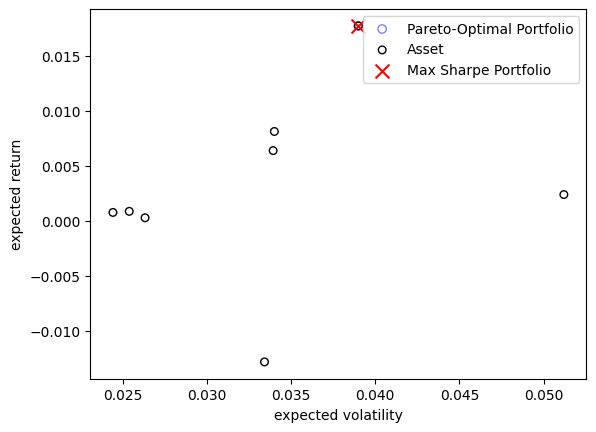 Pareto-Optimal Portfolio
Asset
Max Sharpe Portfolio
0.015
0.010
0.005
0.000
−0.005
−0.010
expected return
0.025 0.030 0.035 0.040 0.045 0.050
expected volatility